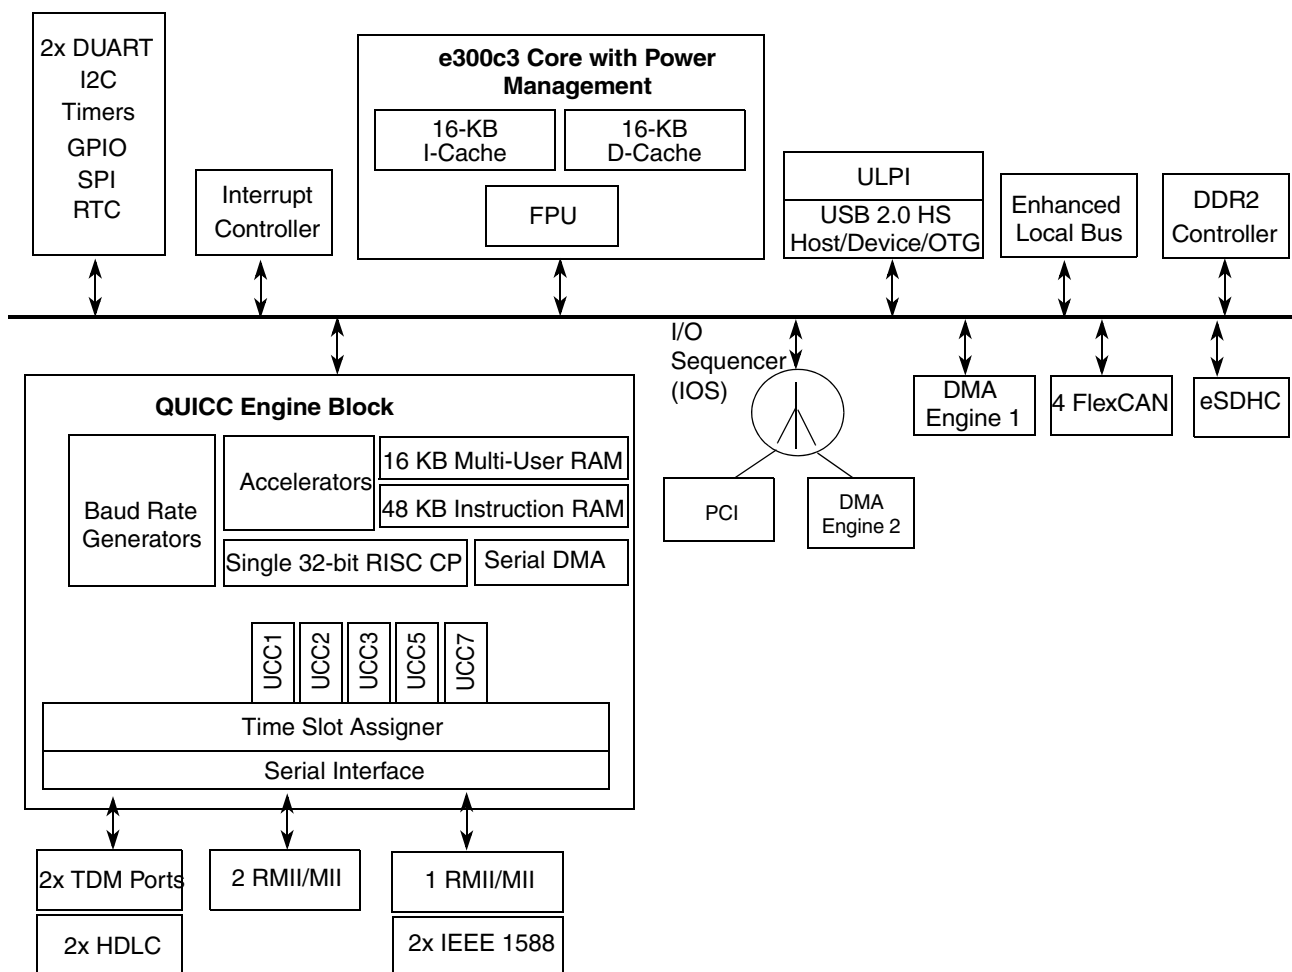 2x DUART
I2C
Timers
GPIO
SPI
RTC
Interrupt
Controller
e300c3 Core with Power
Management
16-KB
I-Cache
16-KB
D-Cache
FPU
ULPI
USB 2.0 HS
Host/Device/OTG
Enhanced
Local Bus
DDR2
Controller
I/O
Sequencer
(IOS)
PCI
DMA
Engine 2
DMA
Engine 1
4 FlexCAN
eSDHC
QUICC Engine Block
Baud Rate
Generators
Accelerators
16 KB Multi-User RAM
48 KB Instruction RAM
Single 32-bit RISC CP
Serial DMA
UCC1
UCC2
UCC3
UCC5
UCC7
Time Slot Assigner
Serial Interface
2x TDM Ports
2x HDLC
2 RMII/MII
1 RMII/MII
2x IEEE 1588